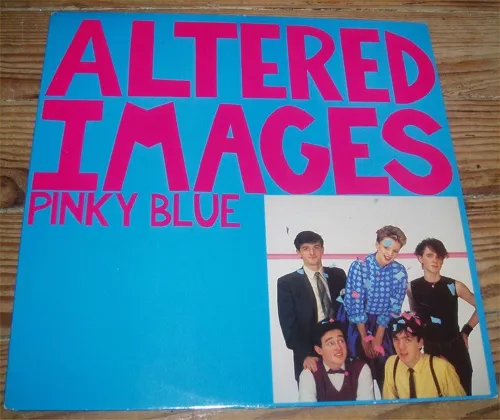 ALTERED
IMAGES
PINKY BLUE